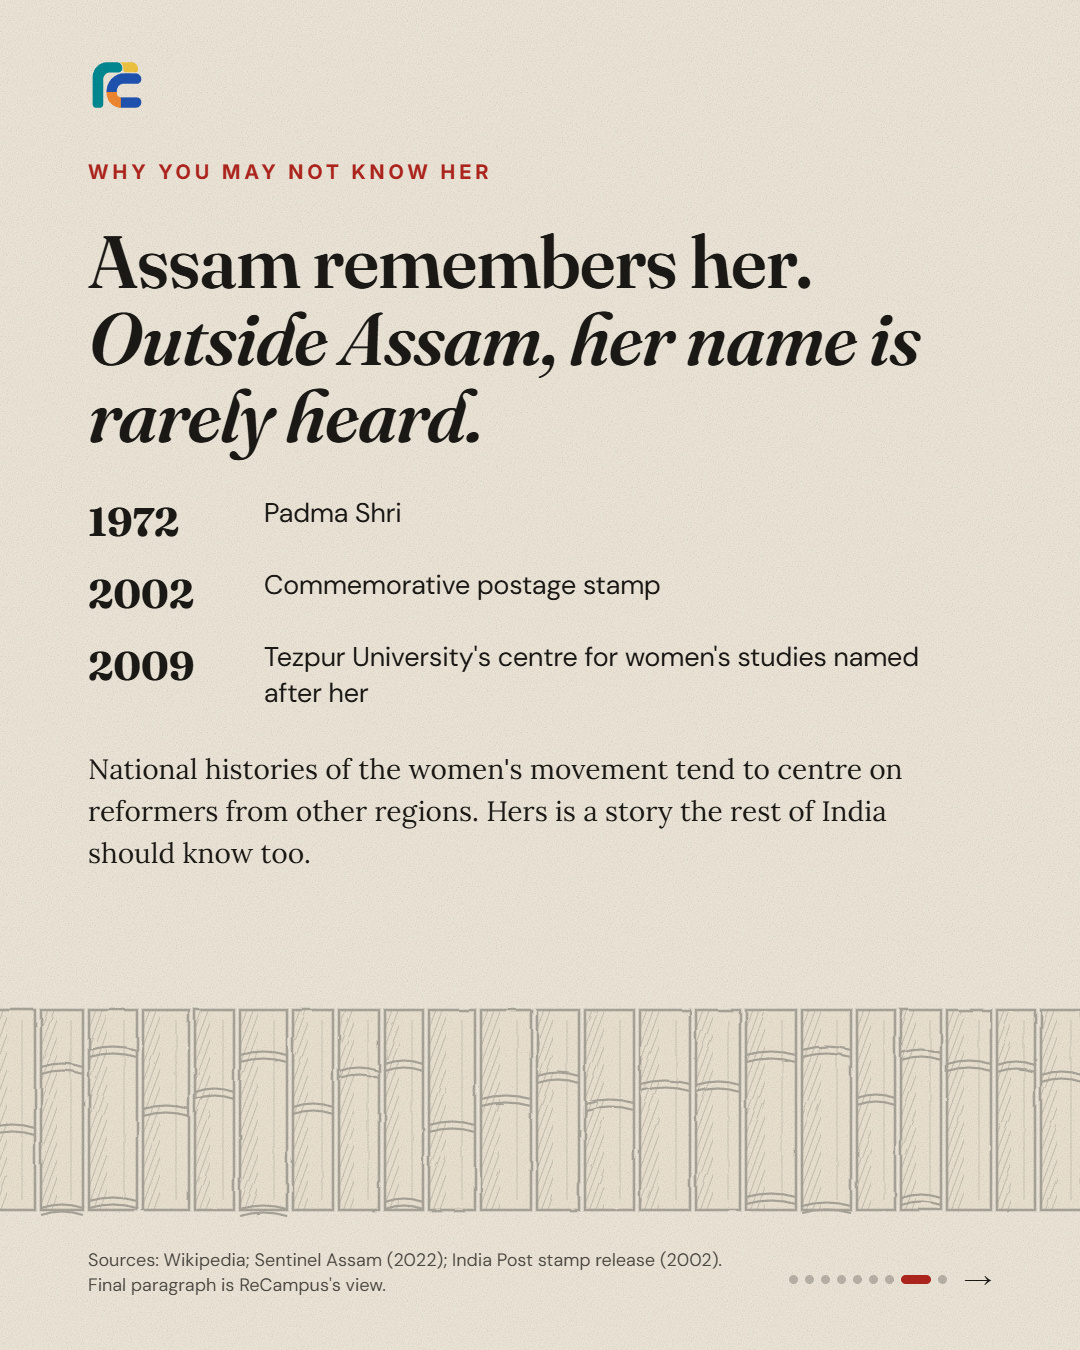 WHY YOU MAY NOT KNOW HER
Assam remembers her.
Outside Assam, her name is
rarely heard.
1972 Padma Shri
2002 Commemorative postage stamp
2009 Tezpur University's centre for women's studies named
after her
National histories of the women's movement tend to centre on
reformers from other regions. Hers is a story the rest of India
should know too.
Sources: Wikipedia; Sentinel Assam (2022); India Post stamp release (2002).
Final paragraph is ReCampus's view.